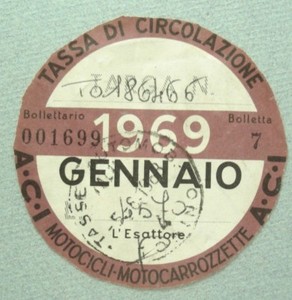 TASSA DI CIRCOLAZIONE
Bollettario
Bolletta
001699
1969
7
GENNAIO
L'Esattore
A·C·I
MOTOCICLI-MOTOCARROZZETTE
A·C·I